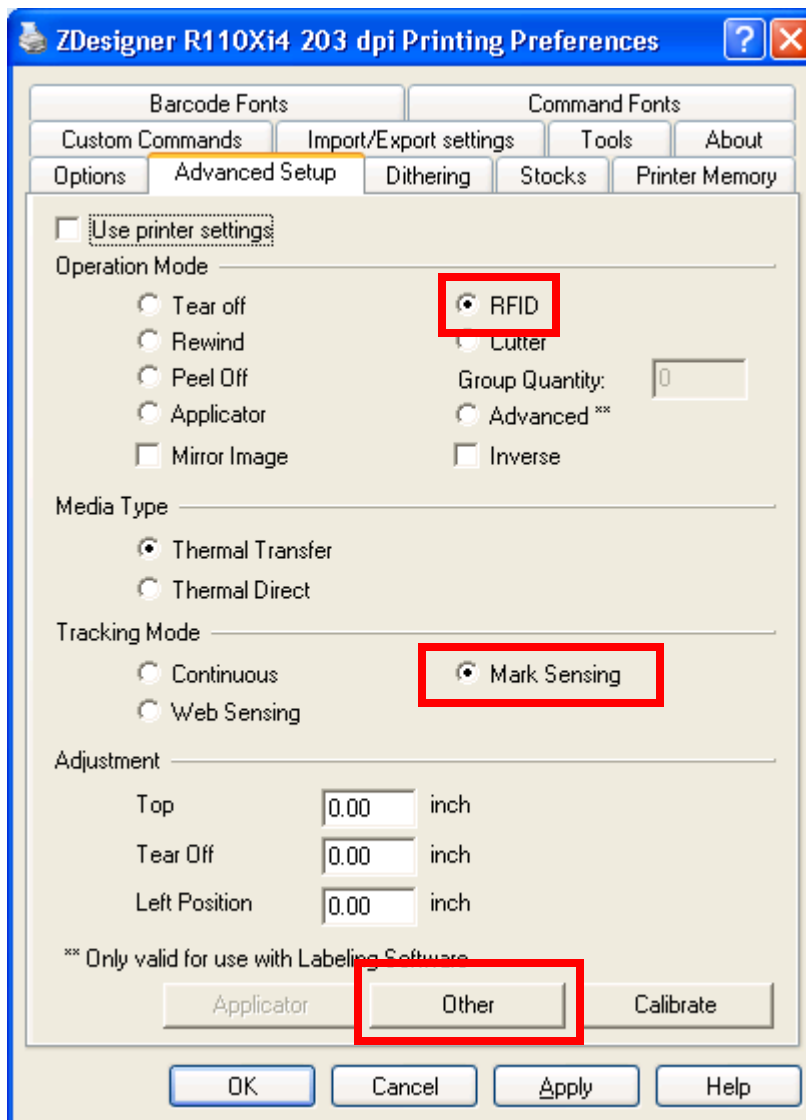 ZDesigner R110Xi4 203 dpi Printing Preferences
Barcode Fonts Command Fonts
Custom Commands Import/Export settings Tools About
Options Advanced Setup Dithering Stocks Printer Memory
Use printer settings
Operation Mode
Tear off RFID
Rewind Cutter
Peel Off Group Quantity: 0
Applicator Advanced **
Mirror Image Inverse
Media Type
Thermal Transfer
Thermal Direct
Tracking Mode
Continuous Mark Sensing
Web Sensing
Adjustment
Top 0.00 inch
Tear Off 0.00 inch
Left Position 0.00 inch
** Only valid for use with Labeling Software
Applicator Other Calibrate
OK Cancel Apply Help